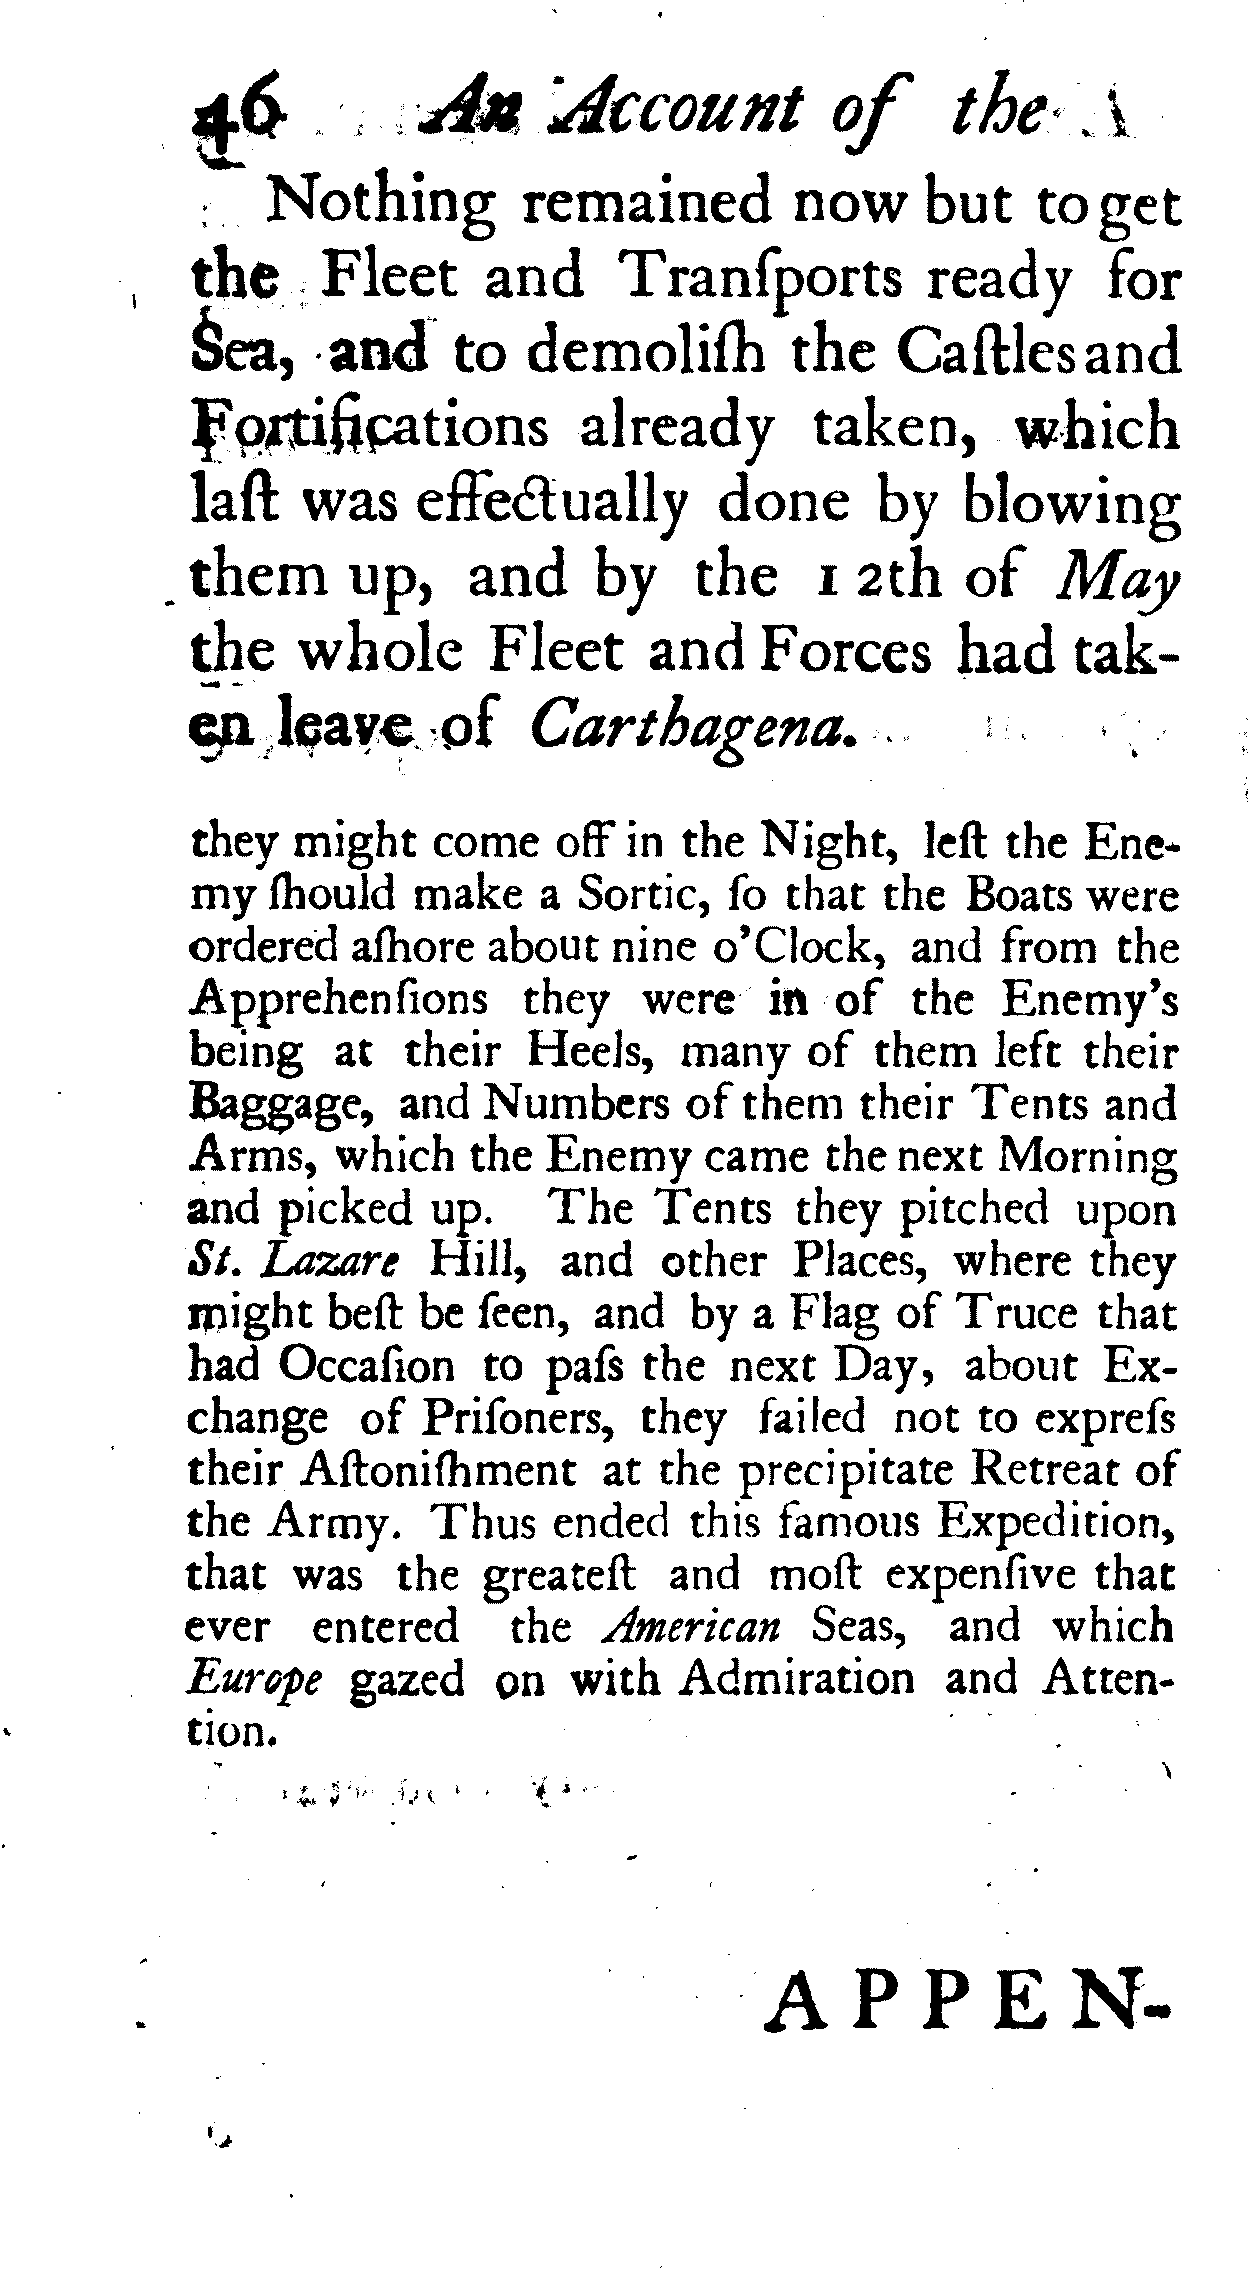 46 An Account of the
Nothing remained now but to get
the Fleet and Tranſports ready for
Sea, and to demoliſh the Caſtles and
Fortifications already taken, which
laſt was effectually done by blowing
them up, and by the 12th of May
the whole Fleet and Forces had tak-
en leave of Carthagena.
they might come off in the Night, leſt the Ene-
my ſhould make a Sortie, ſo that the Boats were
ordered aſhore about nine o'Clock, and from the
Apprehenſions they were in of the Enemy's
being at their Heels, many of them left their
Baggage, and Numbers of them their Tents and
Arms, which the Enemy came the next Morning
and picked up. The Tents they pitched upon
St. Lazare Hill, and other Places, where they
might beſt be ſeen, and by a Flag of Truce that
had Occaſion to paſs the next Day, about Ex-
change of Priſoners, they failed not to expreſs
their Aſtoniſhment at the precipitate Retreat of
the Army. Thus ended this famous Expedition,
that was the greateſt and moſt expenſive that
ever entered the American Seas, and which
Europe gazed on with Admiration and Atten-
tion.
APPEN-